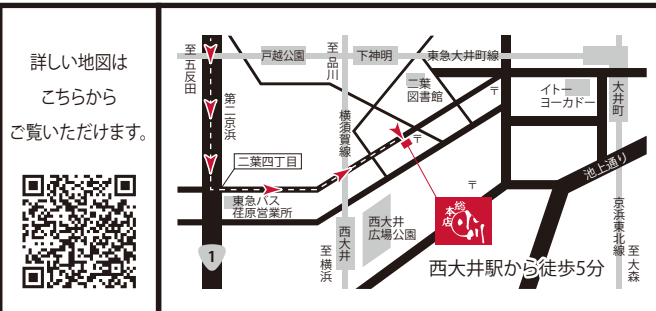 詳しい地図は
こちらから
ご覧いただけます。
至五反田
戸越公園
至品川
下神明
東急大井町線
第二京浜
横須賀線
二葉
図書館
〒
イトー
ヨーカドー
大井町
〒
二葉四丁目
池上通り
〒
東急バス
荏原営業所
総本店
西大井
広場公園
西大井
京浜東北線
1
至横浜
至大森
西大井駅から徒歩5分